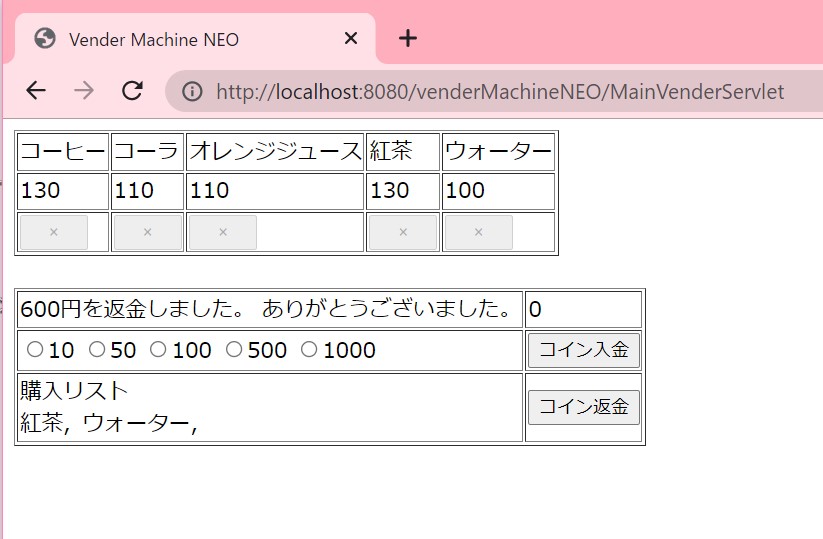 Vender Machine NEO
http://localhost:8080/venderMachineNEO/MainVenderServlet
コーヒー コーラ オレンジジュース 紅茶 ウォーター
130 110 110 130 100
× × × × ×
600円を返金しました。 ありがとうございました。 0
10 50 100 500 1000 コイン入金
購入リスト
紅茶, ウォーター, コイン返金